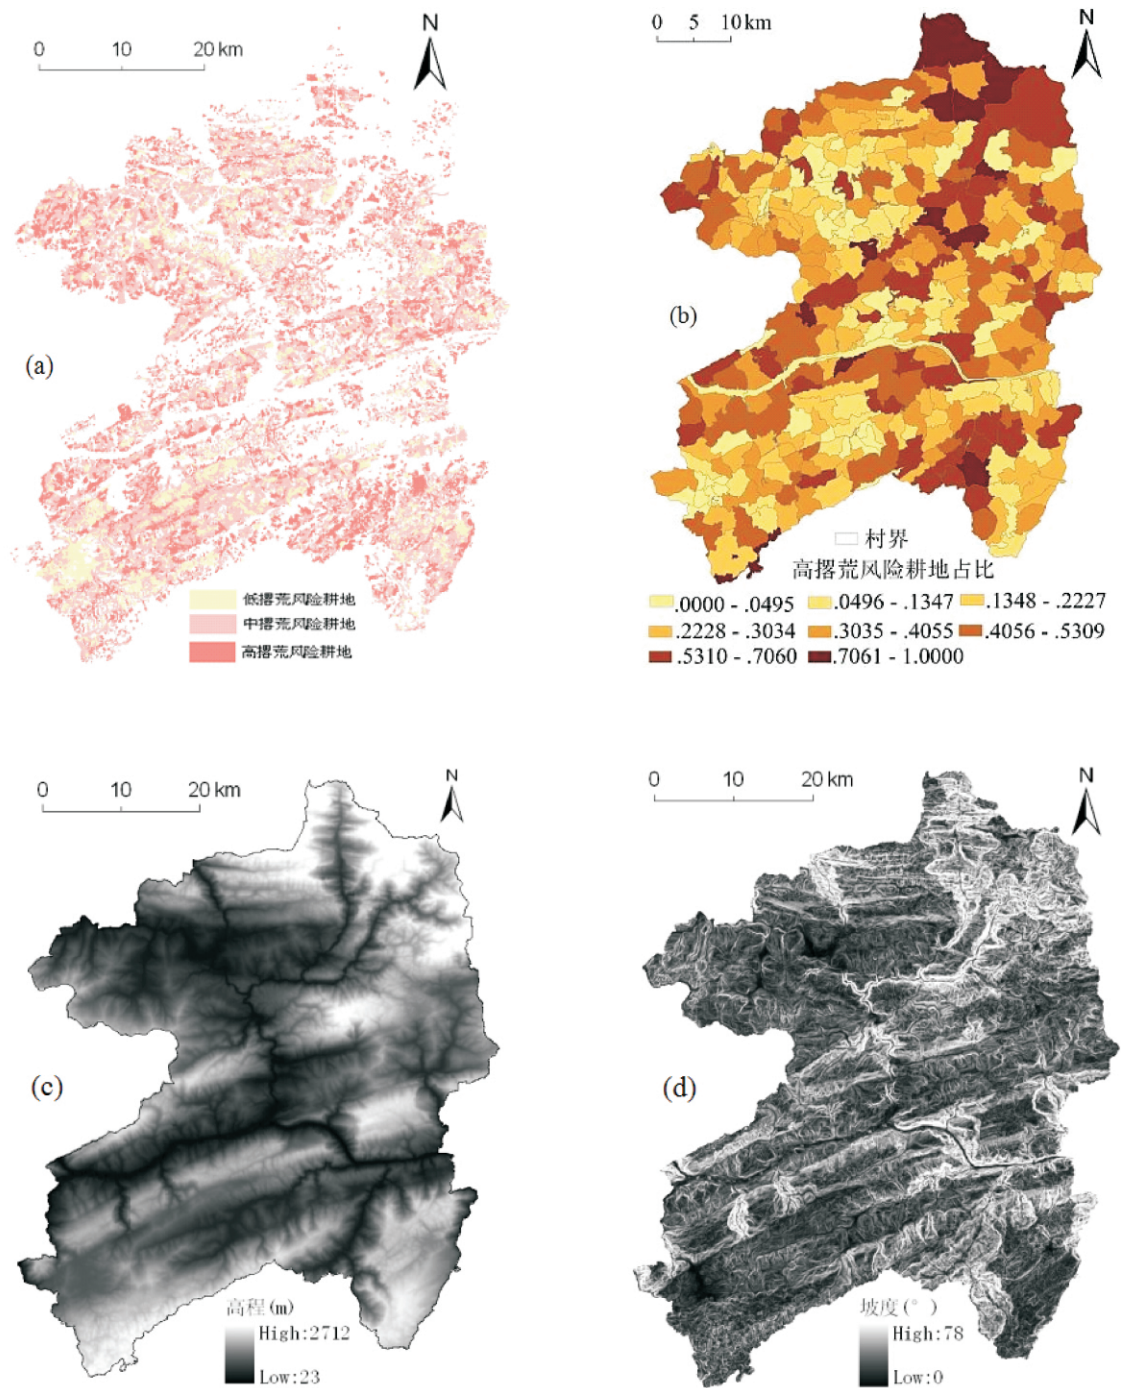 0 10 20 km
N
(a)
低撂荒风险耕地
中撂荒风险耕地
高撂荒风险耕地
0 5 10 km
N
(b)
村界
高撂荒风险耕地占比
.0000 - .0495 .0496 - .1347 .1348 - .2227
.2228 - .3034 .3035 - .4055 .4056 - .5309
.5310 - .7060 .7061 - 1.0000
0 10 20 km
N
(c)
高程(m)
High:2712
Low:23
0 10 20 km
N
(d)
坡度(°)
High:78
Low:0